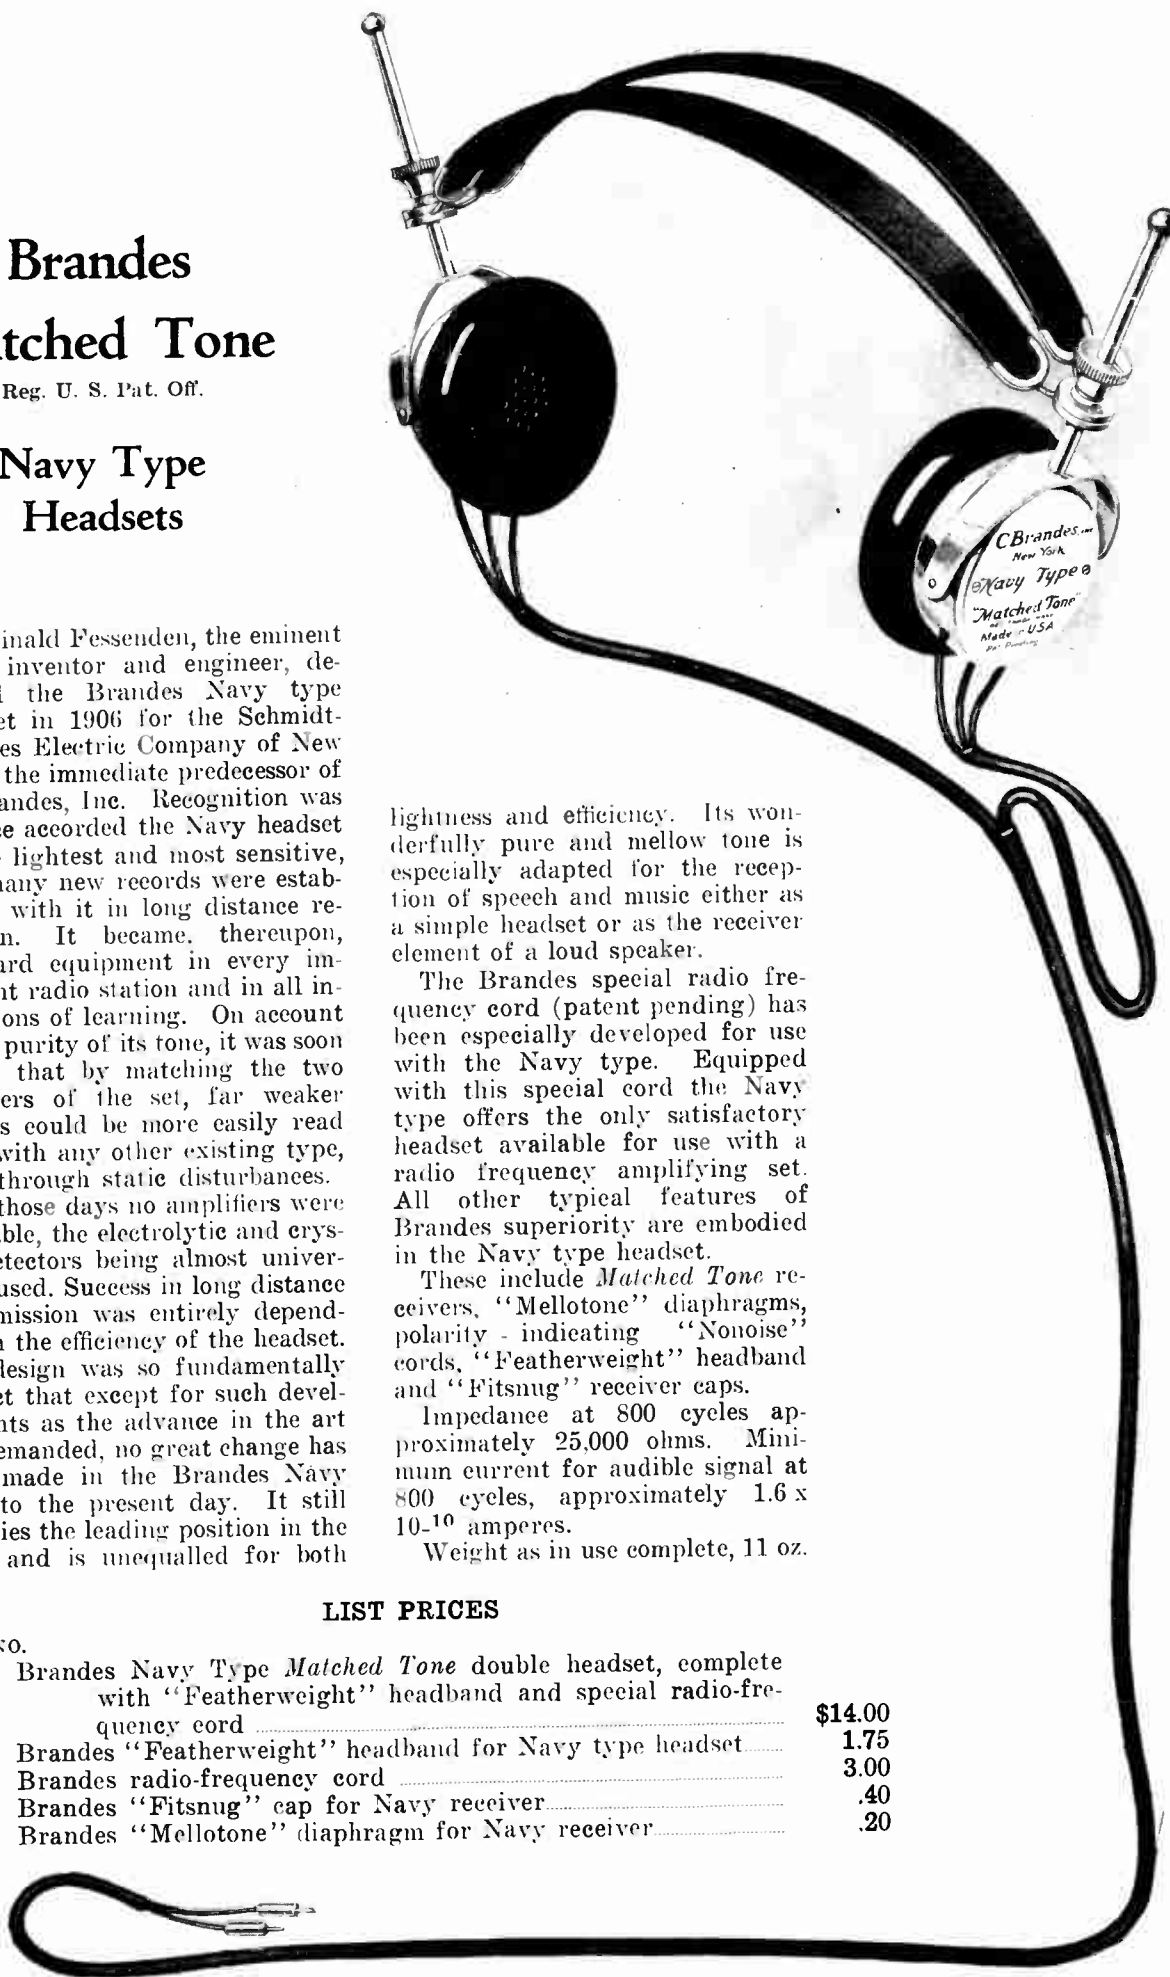 Brandes
tched Tone
Reg. U. S. Pat. Off.
Navy Type
Headsets
CBrandes, Inc
New York
Navy Type
"Matched Tone"
Made USA
Pat. Pending
inald Fessenden, the eminent
inventor and engineer, de-
the Brandes Navy type
et in 1906 for the Schmidt-
es Electric Company of New
the immediate predecessor of
andes, Inc. Recognition was
e accorded the Navy headset
lightest and most sensitive,
any new records were estab-
with it in long distance re-
n. It became. thereupon,
ard equipment in every im-
nt radio station and in all in-
ons of learning. On account
purity of its tone, it was soon
that by matching the two
ers of the set, far weaker
s could be more easily read
with any other existing type,
through static disturbances.
those days no amplifiers were
ble, the electrolytic and crys-
etectors being almost univer-
used. Success in long distance
mission was entirely depend-
n the efficiency of the headset.
design was so fundamentally
ct that except for such devel-
nts as the advance in the art
emanded, no great change has
made in the Brandes Navy
to the present day. It still
ies the leading position in the
and is unequalled for both
lightness and efficiency. Its won-
derfully pure and mellow tone is
especially adapted for the recep-
tion of speech and music either as
a simple headset or as the receiver
element of a loud speaker.
The Brandes special radio fre-
quency cord (patent pending) has
been especially developed for use
with the Navy type. Equipped
with this special cord the Navy
type offers the only satisfactory
headset available for use with a
radio frequency amplifying set.
All other typical features of
Brandes superiority are embodied
in the Navy type headset.
These include Matched Tone re-
ceivers, "Mellotone" diaphragms,
polarity - indicating "Nonoise"
cords, "Featherweight" headband
and "Fitsnug" receiver caps.
Impedance at 800 cycles ap-
proximately 25,000 ohms. Mini-
mum current for audible signal at
800 cycles, approximately 1.6 x
10-¹⁰ amperes.
Weight as in use complete, 11 oz.
LIST PRICES
o.
Brandes Navy Type Matched Tone double headset, complete
with "Featherweight" headband and special radio-fre-
quency cord $14.00
Brandes "Featherweight" headband for Navy type headset 1.75
Brandes radio-frequency cord 3.00
Brandes "Fitsnug" cap for Navy receiver .40
Brandes "Mellotone" diaphragm for Navy receiver .20